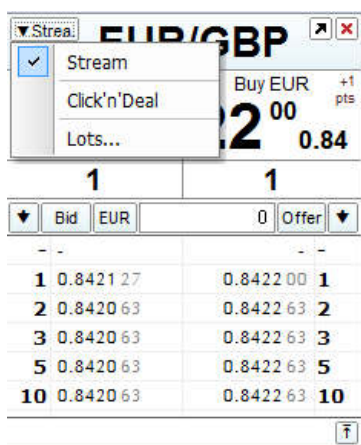 Strea
EUR/GBP
Stream
Click'n'Deal
Lots...
Buy EUR +1
pts
22 00
0.84
1 1
Bid EUR 0 Offer
- - - -
1 0.8421 27 0.8422 00 1
2 0.8420 63 0.8422 63 2
3 0.8420 63 0.8422 63 3
5 0.8420 63 0.8422 63 5
10 0.8420 63 0.8422 63 10